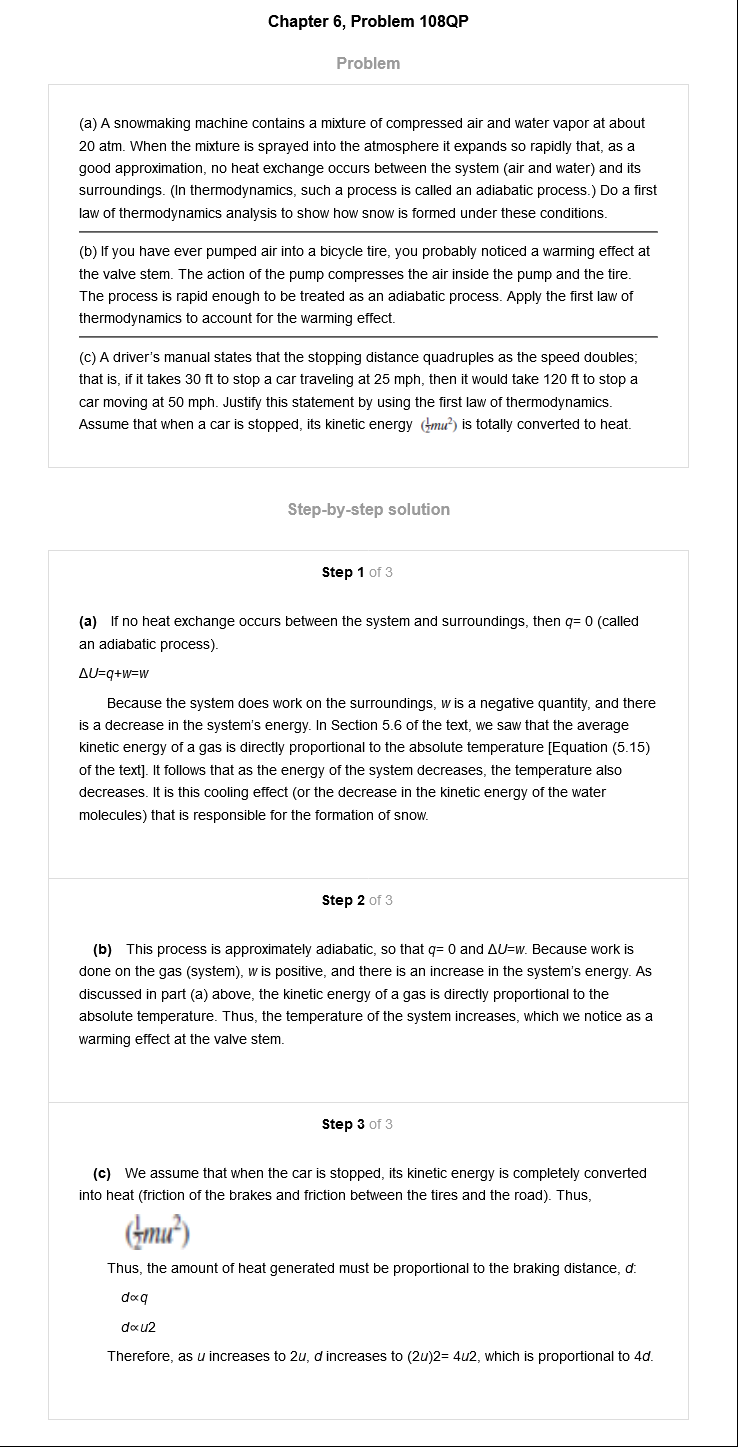 Chapter 6, Problem 108QP
Problem
(a) A snowmaking machine contains a mixture of compressed air and water vapor at about
20 atm. When the mixture is sprayed into the atmosphere it expands so rapidly that, as a
good approximation, no heat exchange occurs between the system (air and water) and its
surroundings. (In thermodynamics, such a process is called an adiabatic process.) Do a first
law of thermodynamics analysis to show how snow is formed under these conditions.
(b) If you have ever pumped air into a bicycle tire, you probably noticed a warming effect at
the valve stem. The action of the pump compresses the air inside the pump and the tire.
The process is rapid enough to be treated as an adiabatic process. Apply the first law of
thermodynamics to account for the warming effect.
(c) A driver's manual states that the stopping distance quadruples as the speed doubles;
that is, if it takes 30 ft to stop a car traveling at 25 mph, then it would take 120 ft to stop a
car moving at 50 mph. Justify this statement by using the first law of thermodynamics.
Assume that when a car is stopped, its kinetic energy (½mu²) is totally converted to heat.
Step-by-step solution
Step 1 of 3
(a) If no heat exchange occurs between the system and surroundings, then q= 0 (called
an adiabatic process).
ΔU=q+w=w
Because the system does work on the surroundings, w is a negative quantity, and there
is a decrease in the system's energy. In Section 5.6 of the text, we saw that the average
kinetic energy of a gas is directly proportional to the absolute temperature [Equation (5.15)
of the text]. It follows that as the energy of the system decreases, the temperature also
decreases. It is this cooling effect (or the decrease in the kinetic energy of the water
molecules) that is responsible for the formation of snow.
Step 2 of 3
(b) This process is approximately adiabatic, so that q= 0 and ΔU=w. Because work is
done on the gas (system), w is positive, and there is an increase in the system's energy. As
discussed in part (a) above, the kinetic energy of a gas is directly proportional to the
absolute temperature. Thus, the temperature of the system increases, which we notice as a
warming effect at the valve stem.
Step 3 of 3
(c) We assume that when the car is stopped, its kinetic energy is completely converted
into heat (friction of the brakes and friction between the tires and the road). Thus,
(½mu²)
Thus, the amount of heat generated must be proportional to the braking distance, d:
d∝q
d∝u2
Therefore, as u increases to 2u, d increases to (2u)2= 4u2, which is proportional to 4d.